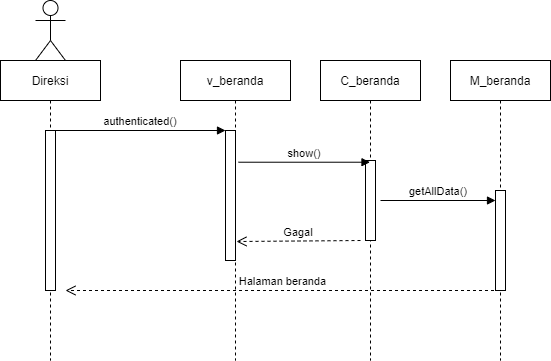 Direksi
v_beranda
C_beranda
M_beranda
authenticated()
show()
getAllData()
Gagal
Halaman beranda